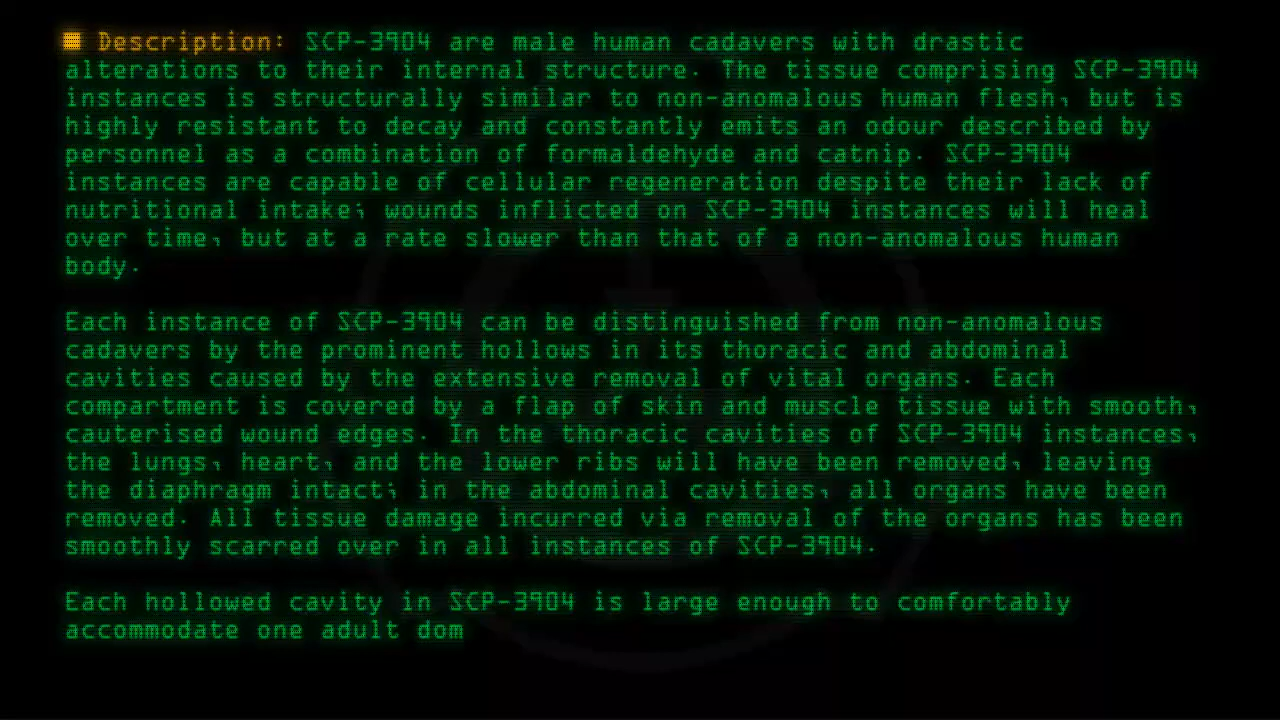 ■ Description: SCP-3904 are male human cadavers with drastic
alterations to their internal structure. The tissue comprising SCP-3904
instances is structurally similar to non-anomalous human flesh, but is
highly resistant to decay and constantly emits an odour described by
personnel as a combination of formaldehyde and catnip. SCP-3904
instances are capable of cellular regeneration despite their lack of
nutritional intake; wounds inflicted on SCP-3904 instances will heal
over time, but at a rate slower than that of a non-anomalous human
body.
Each instance of SCP-3904 can be distinguished from non-anomalous
cadavers by the prominent hollows in its thoracic and abdominal
cavities caused by the extensive removal of vital organs. Each
compartment is covered by a flap of skin and muscle tissue with smooth,
cauterised wound edges. In the thoracic cavities of SCP-3904 instances,
the lungs, heart, and the lower ribs will have been removed, leaving
the diaphragm intact; in the abdominal cavities, all organs have been
removed. All tissue damage incurred via removal of the organs has been
smoothly scarred over in all instances of SCP-3904.
Each hollowed cavity in SCP-3904 is large enough to comfortably
accommodate one adult dom